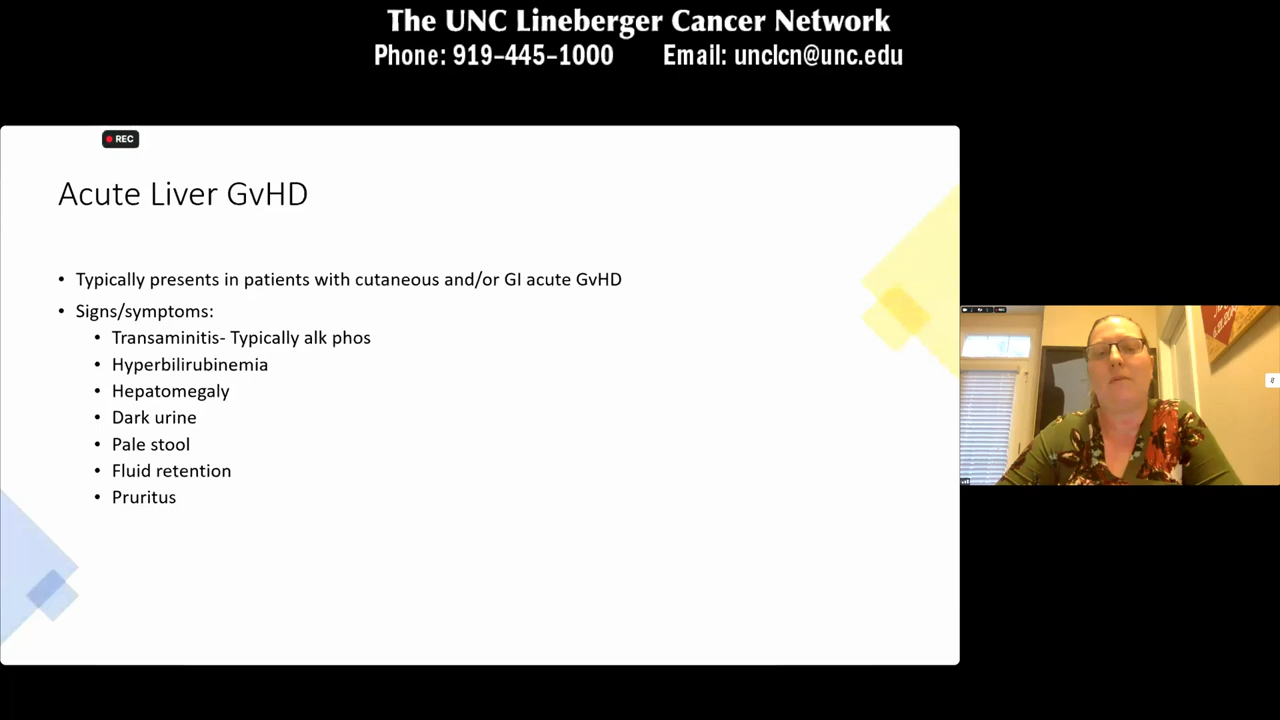 The UNC Lineberger Cancer Network
Phone: 919-445-1000 Email: unclcn@unc.edu
REC
Acute Liver GvHD
• Typically presents in patients with cutaneous and/or GI acute GvHD
• Signs/symptoms:
• Transaminitis- Typically alk phos
• Hyperbilirubinemia
• Hepatomegaly
• Dark urine
• Pale stool
• Fluid retention
• Pruritus